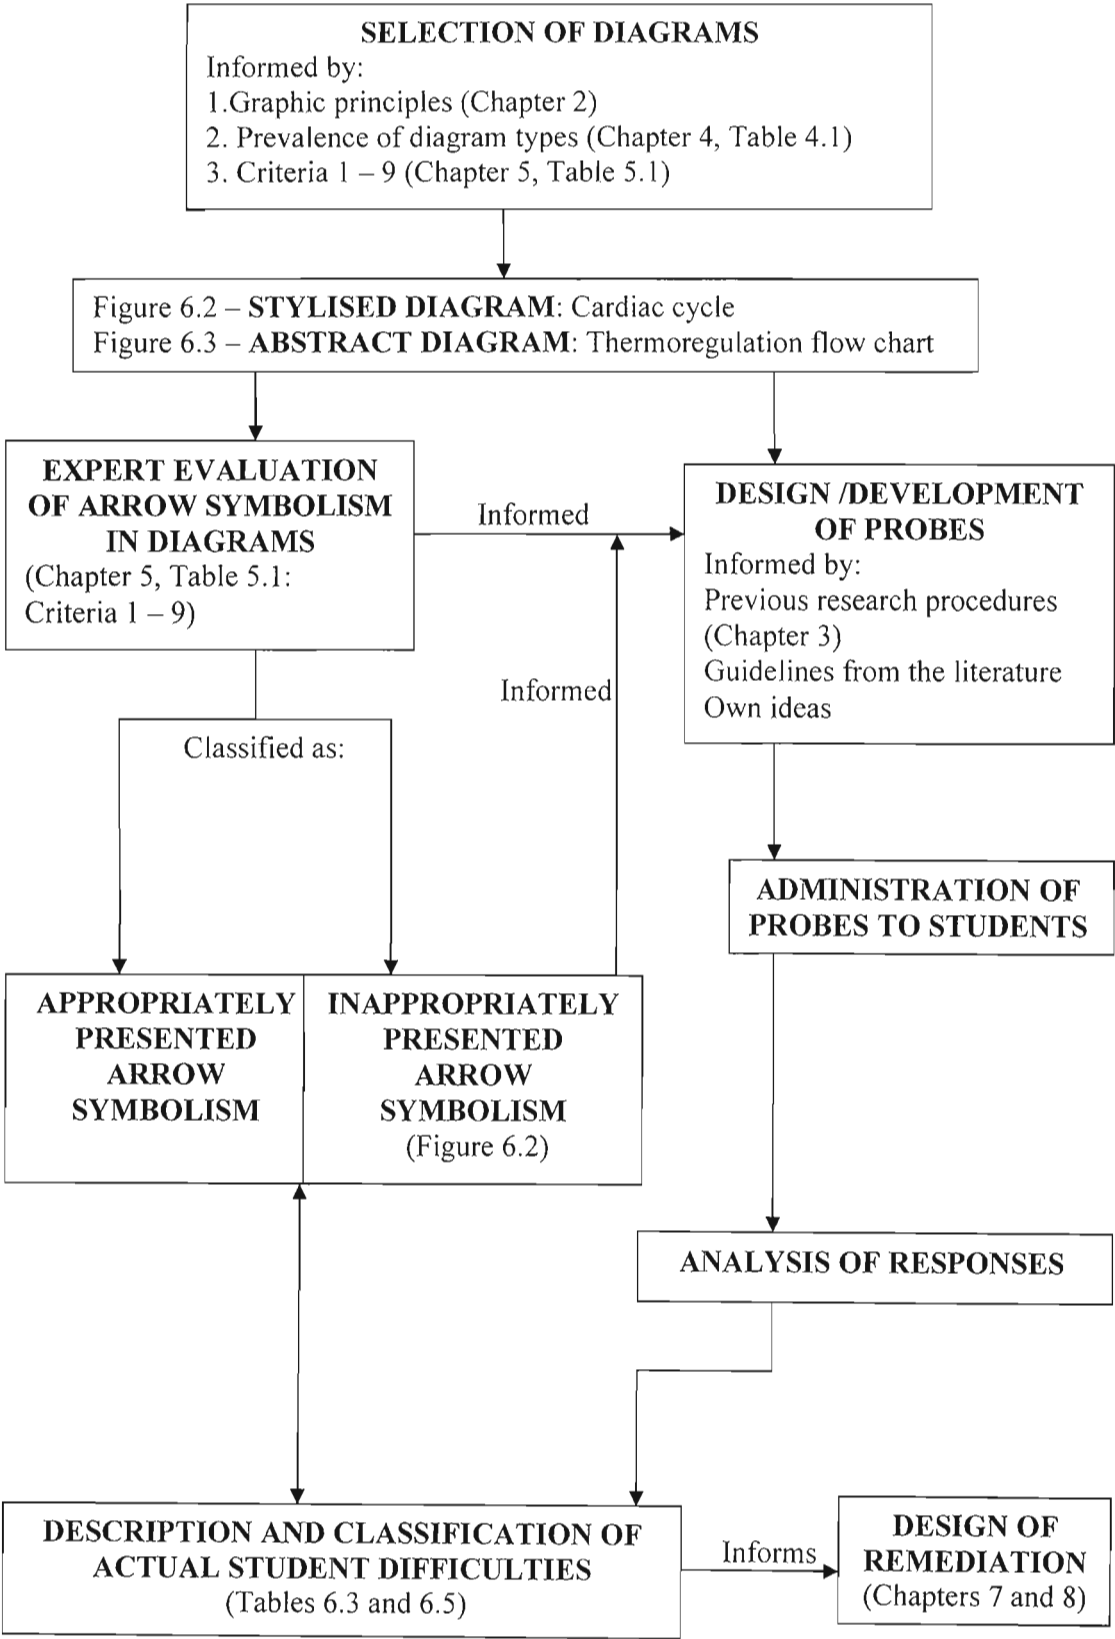 SELECTION OF DIAGRAMS
Informed by:
1.Graphic principles (Chapter 2)
2. Prevalence of diagram types (Chapter 4, Table 4.1)
3. Criteria 1 – 9 (Chapter 5, Table 5.1)
Figure 6.2 – STYLISED DIAGRAM: Cardiac cycle
Figure 6.3 – ABSTRACT DIAGRAM: Thermoregulation flow chart
EXPERT EVALUATION
OF ARROW SYMBOLISM
IN DIAGRAMS
(Chapter 5, Table 5.1:
Criteria 1 – 9)
Informed
DESIGN /DEVELOPMENT
OF PROBES
Informed by:
Previous research procedures
(Chapter 3)
Guidelines from the literature
Own ideas
Informed
Classified as:
ADMINISTRATION OF
PROBES TO STUDENTS
APPROPRIATELY
PRESENTED
ARROW
SYMBOLISM
INAPPROPRIATELY
PRESENTED
ARROW
SYMBOLISM
(Figure 6.2)
ANALYSIS OF RESPONSES
DESCRIPTION AND CLASSIFICATION OF
ACTUAL STUDENT DIFFICULTIES
(Tables 6.3 and 6.5)
Informs
DESIGN OF
REMEDIATION
(Chapters 7 and 8)